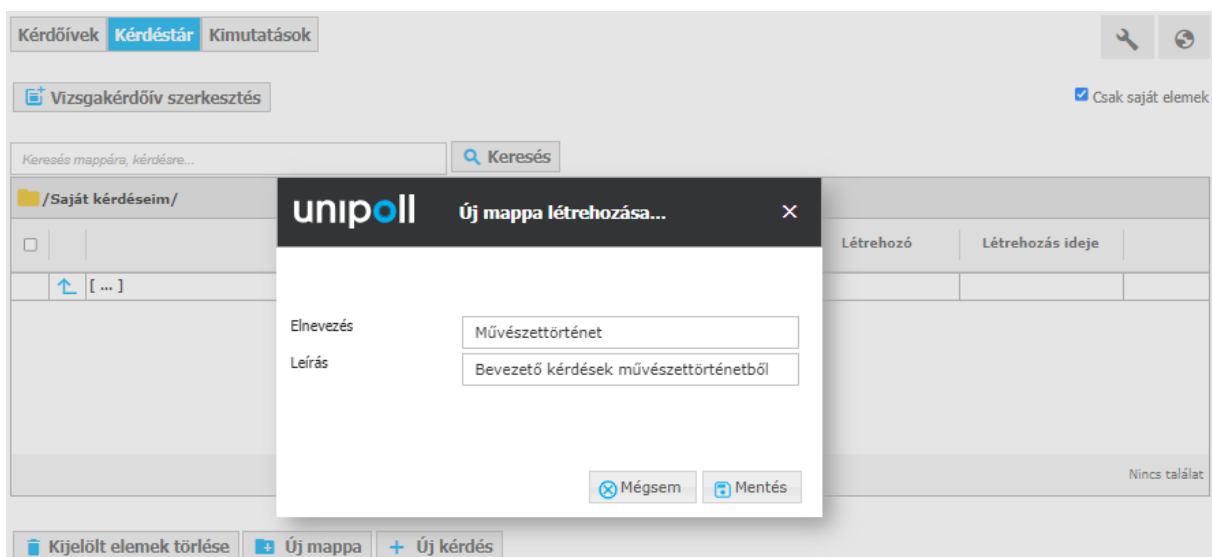 Kérdőívek Kérdéstár Kimutatások
Vizsgakérdőív szerkesztés
Csak saját elemek
Keresés mappára, kérdésre...
Keresés
/Saját kérdéseim/
unipoll Új mappa létrehozása... ×
Létrehozó Létrehozás ideje
[ ... ]
Elnevezés Művészettörténet
Leírás Bevezető kérdések művészettörténetből
Nincs találat
Mégsem Mentés
Kijelölt elemek törlése Új mappa + Új kérdés